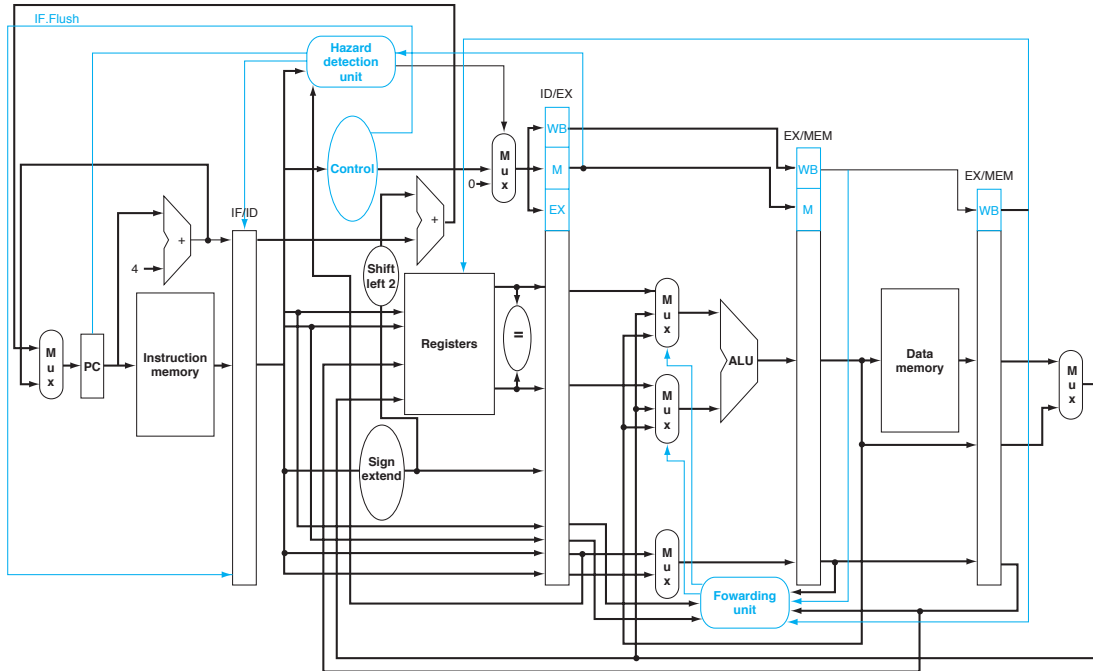 IF.Flush
Hazard
detection
unit
ID/EX
WB
M
EX
Control
M
u
x
0
EX/MEM
WB
M
EX/MEM
WB
+
IF/ID
+
4
Shift
left 2
M
u
x
PC
Instruction
memory
Registers
=
M
u
x
M
u
x
ALU
Data
memory
M
u
x
Sign
extend
M
u
x
Fowarding
unit